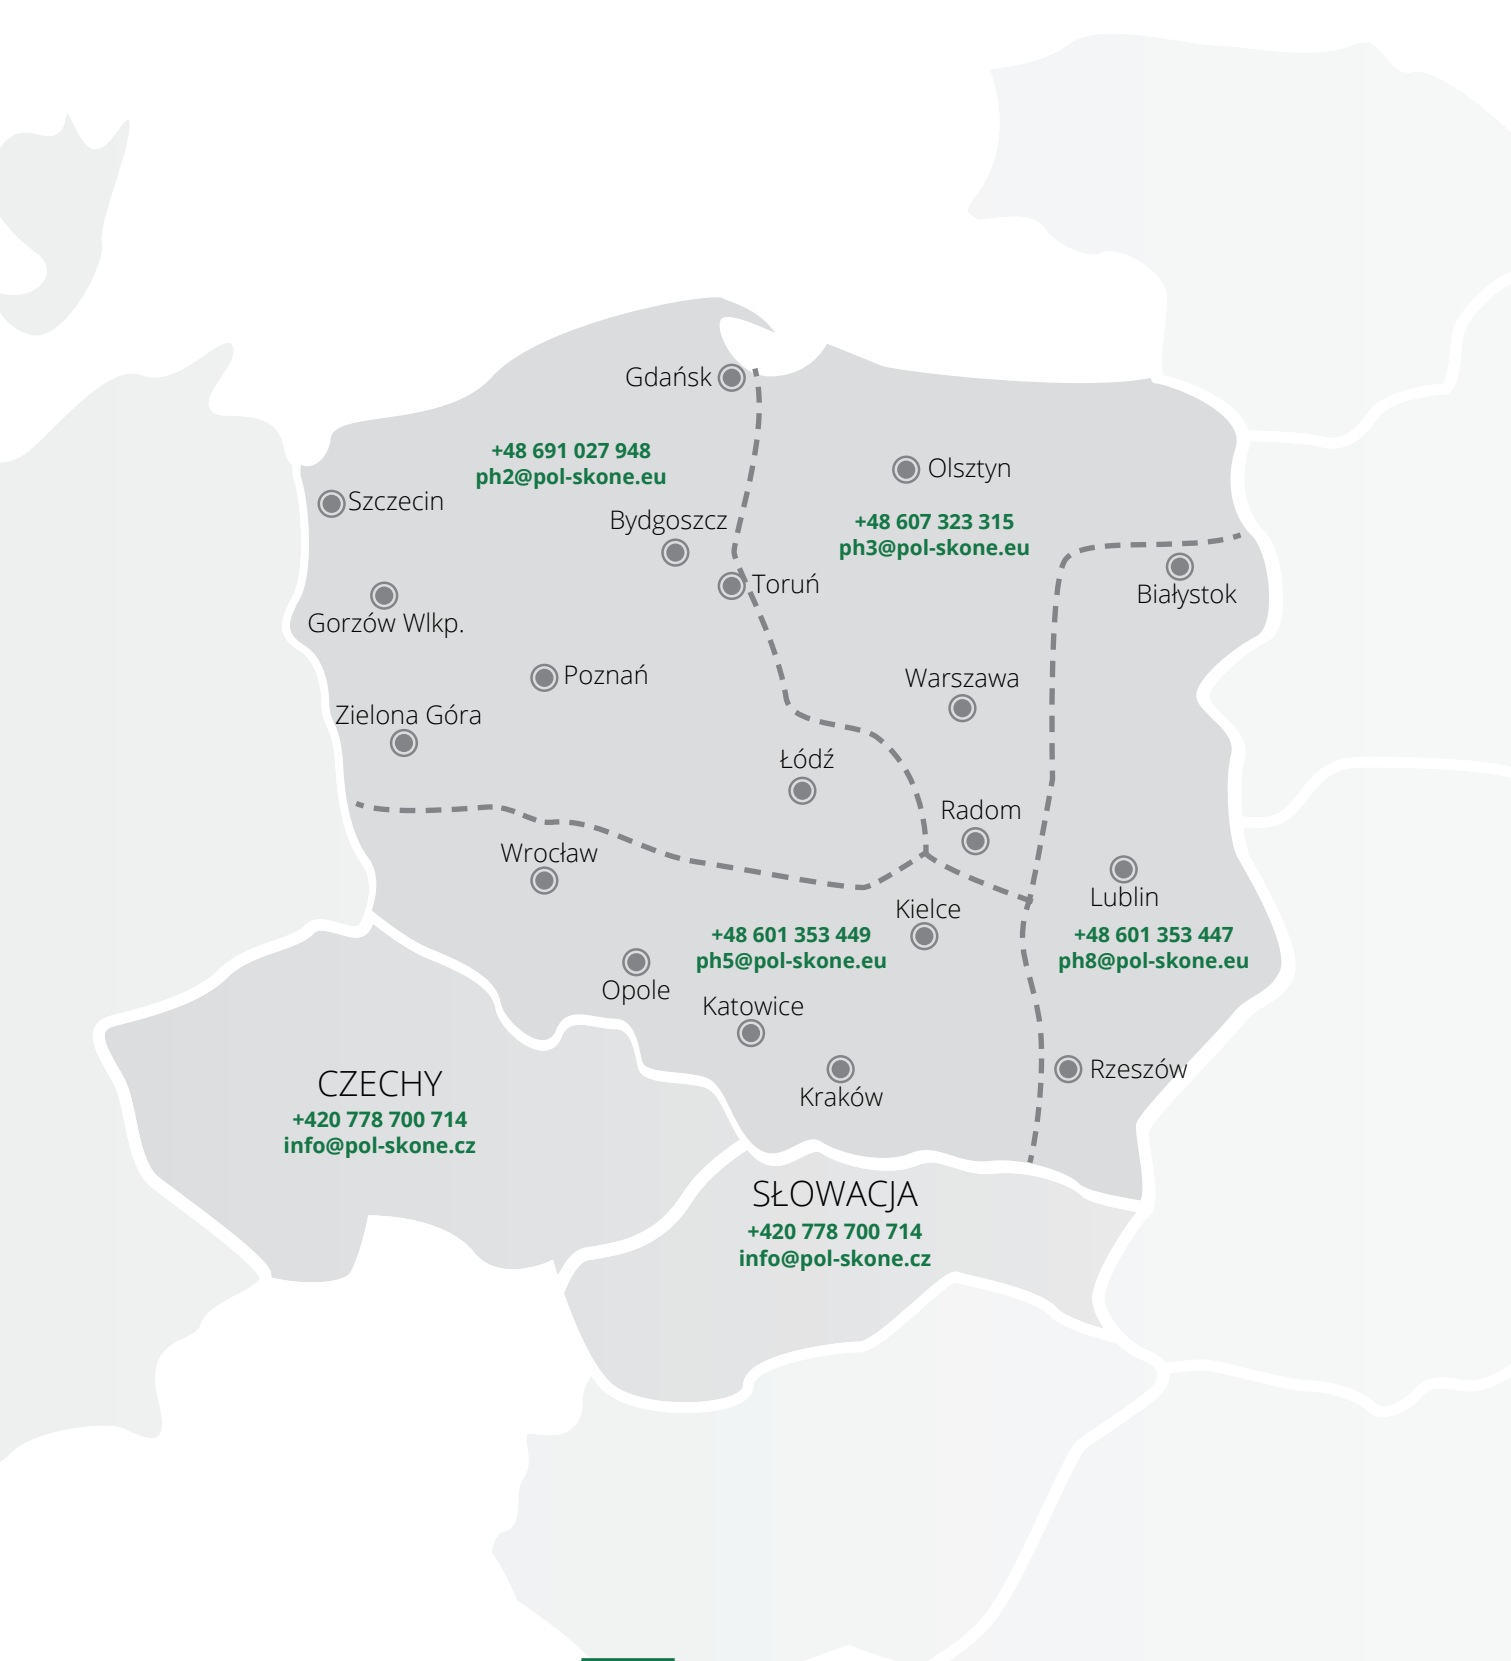 Gdańsk
+48 691 027 948
ph2@pol-skone.eu
Olsztyn
Szczecin
Bydgoszcz
+48 607 323 315
ph3@pol-skone.eu
Toruń
Białystok
Gorzów Wlkp.
Poznań
Warszawa
Zielona Góra
Łódź
Radom
Wrocław
Lublin
Kielce
+48 601 353 449
ph5@pol-skone.eu
+48 601 353 447
ph8@pol-skone.eu
Opole
Katowice
Kraków
Rzeszów
CZECHY
+420 778 700 714
info@pol-skone.cz
SŁOWACJA
+420 778 700 714
info@pol-skone.cz